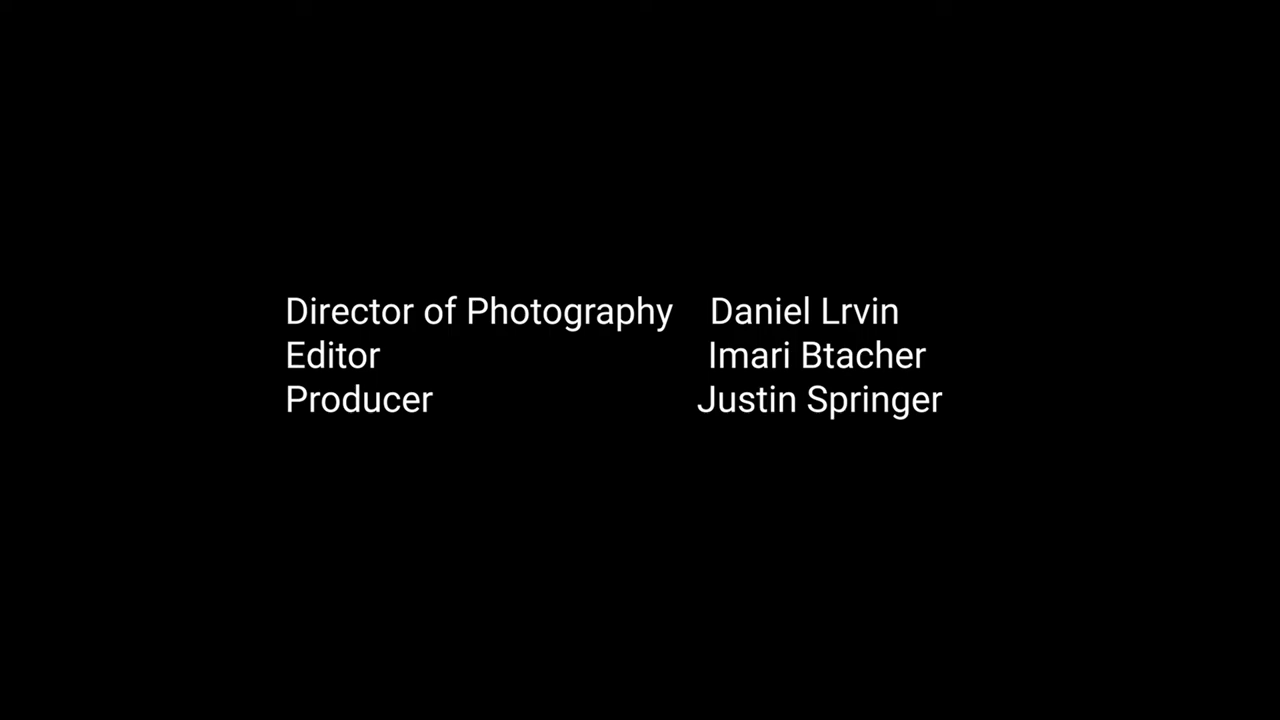 Director of Photography Daniel Lrvin
Editor Imari Btacher
Producer Justin Springer